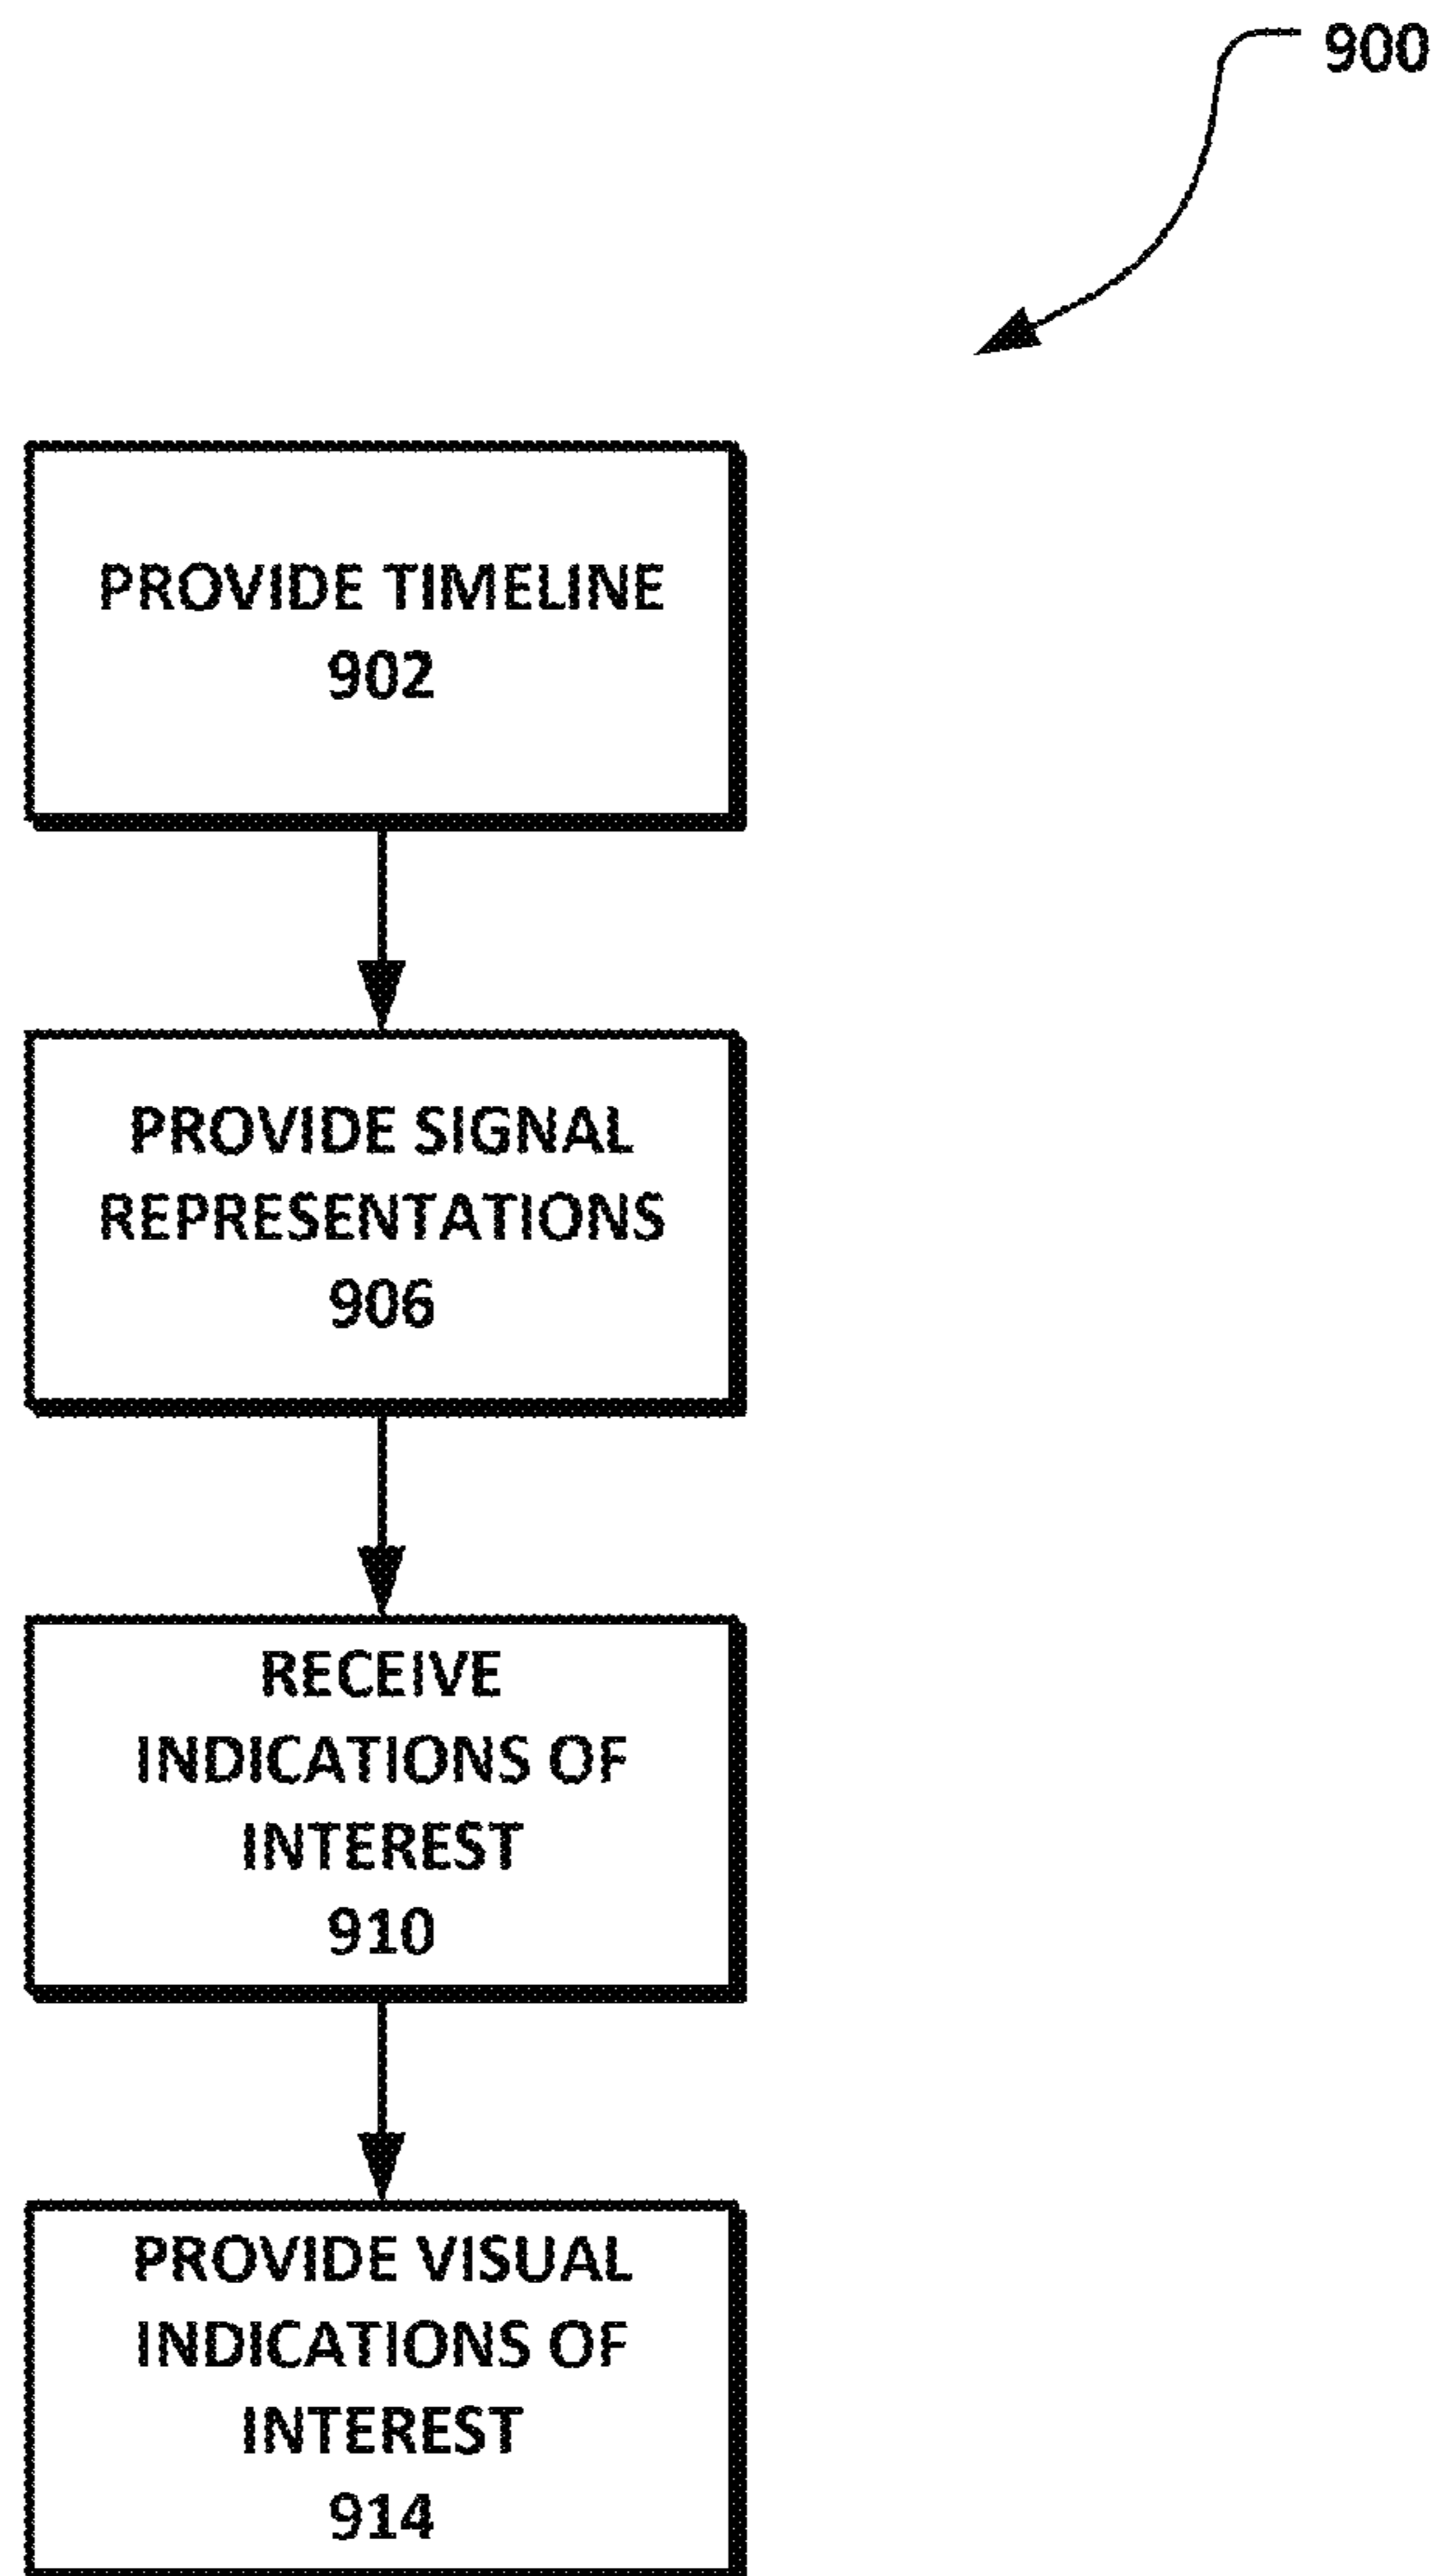 900
PROVIDE TIMELINE
902
PROVIDE SIGNAL
REPRESENTATIONS
906
RECEIVE
INDICATIONS OF
INTEREST
910
PROVIDE VISUAL
INDICATIONS OF
INTEREST
914